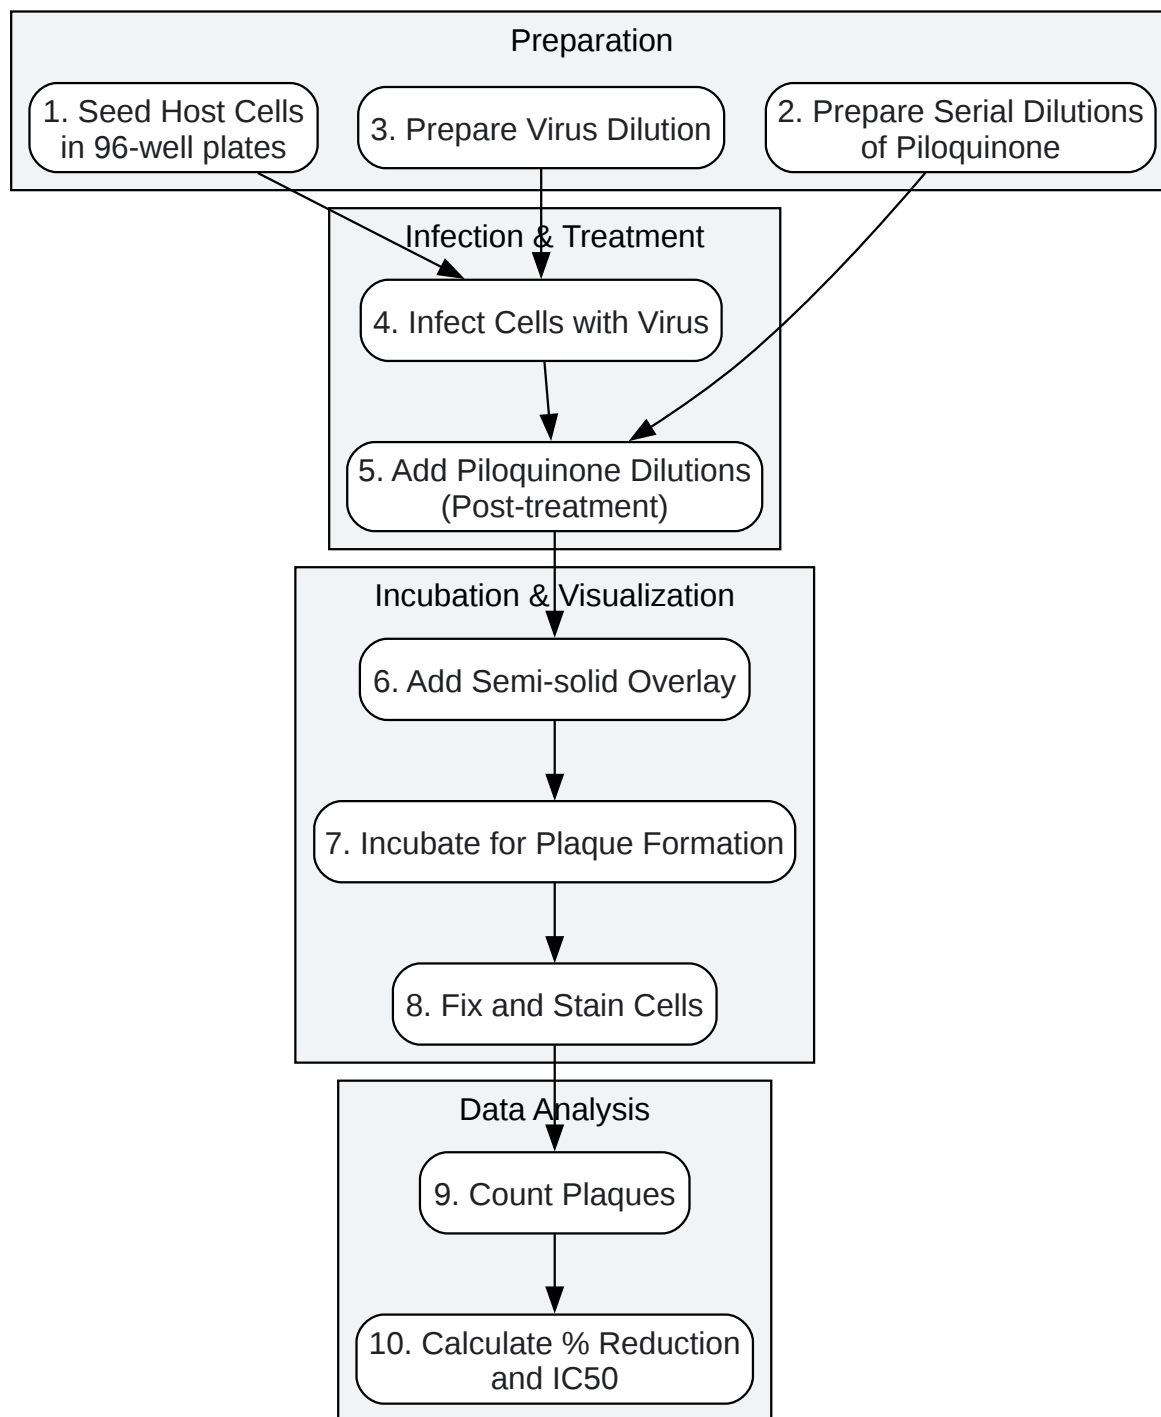 Preparation
1. Seed Host Cells
in 96-well plates
3. Prepare Virus Dilution
2. Prepare Serial Dilutions
of Piloquinone
Infection & Treatment
4. Infect Cells with Virus
5. Add Piloquinone Dilutions
(Post-treatment)
Incubation & Visualization
6. Add Semi-solid Overlay
7. Incubate for Plaque Formation
8. Fix and Stain Cells
Data Analysis
9. Count Plaques
10. Calculate % Reduction
and IC50